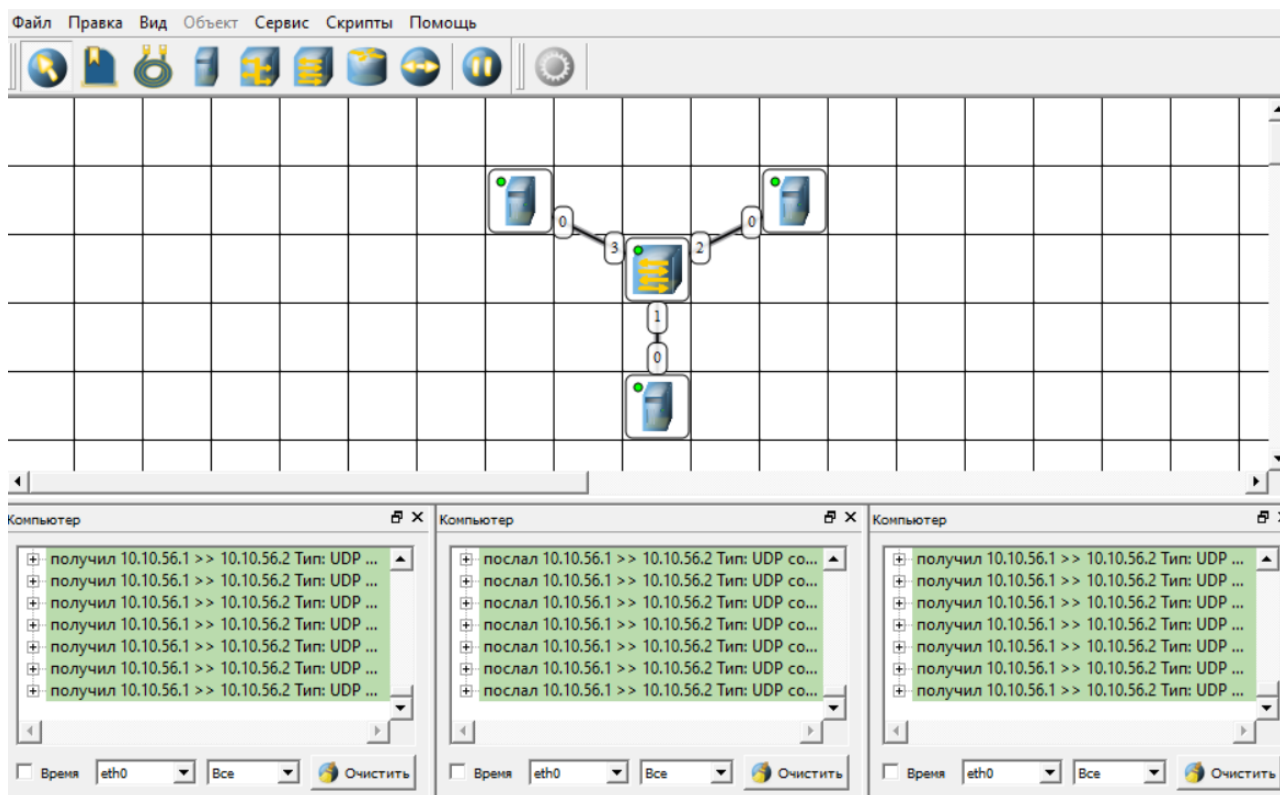 Файл Правка Вид Объект Сервис Скрипты Помощь
0
3
2
0
1
0
Компьютер
получил 10.10.56.1 >> 10.10.56.2 Тип: UDP ...
получил 10.10.56.1 >> 10.10.56.2 Тип: UDP ...
получил 10.10.56.1 >> 10.10.56.2 Тип: UDP ...
получил 10.10.56.1 >> 10.10.56.2 Тип: UDP ...
получил 10.10.56.1 >> 10.10.56.2 Тип: UDP ...
получил 10.10.56.1 >> 10.10.56.2 Тип: UDP ...
получил 10.10.56.1 >> 10.10.56.2 Тип: UDP ...
Время eth0 Все Очистить
Компьютер
послал 10.10.56.1 >> 10.10.56.2 Тип: UDP со...
послал 10.10.56.1 >> 10.10.56.2 Тип: UDP со...
послал 10.10.56.1 >> 10.10.56.2 Тип: UDP со...
послал 10.10.56.1 >> 10.10.56.2 Тип: UDP со...
послал 10.10.56.1 >> 10.10.56.2 Тип: UDP со...
послал 10.10.56.1 >> 10.10.56.2 Тип: UDP со...
послал 10.10.56.1 >> 10.10.56.2 Тип: UDP со...
Время eth0 Все Очистить
Компьютер
получил 10.10.56.1 >> 10.10.56.2 Тип: UDP ...
получил 10.10.56.1 >> 10.10.56.2 Тип: UDP ...
получил 10.10.56.1 >> 10.10.56.2 Тип: UDP ...
получил 10.10.56.1 >> 10.10.56.2 Тип: UDP ...
получил 10.10.56.1 >> 10.10.56.2 Тип: UDP ...
получил 10.10.56.1 >> 10.10.56.2 Тип: UDP ...
получил 10.10.56.1 >> 10.10.56.2 Тип: UDP ...
Время eth0 Все Очистить